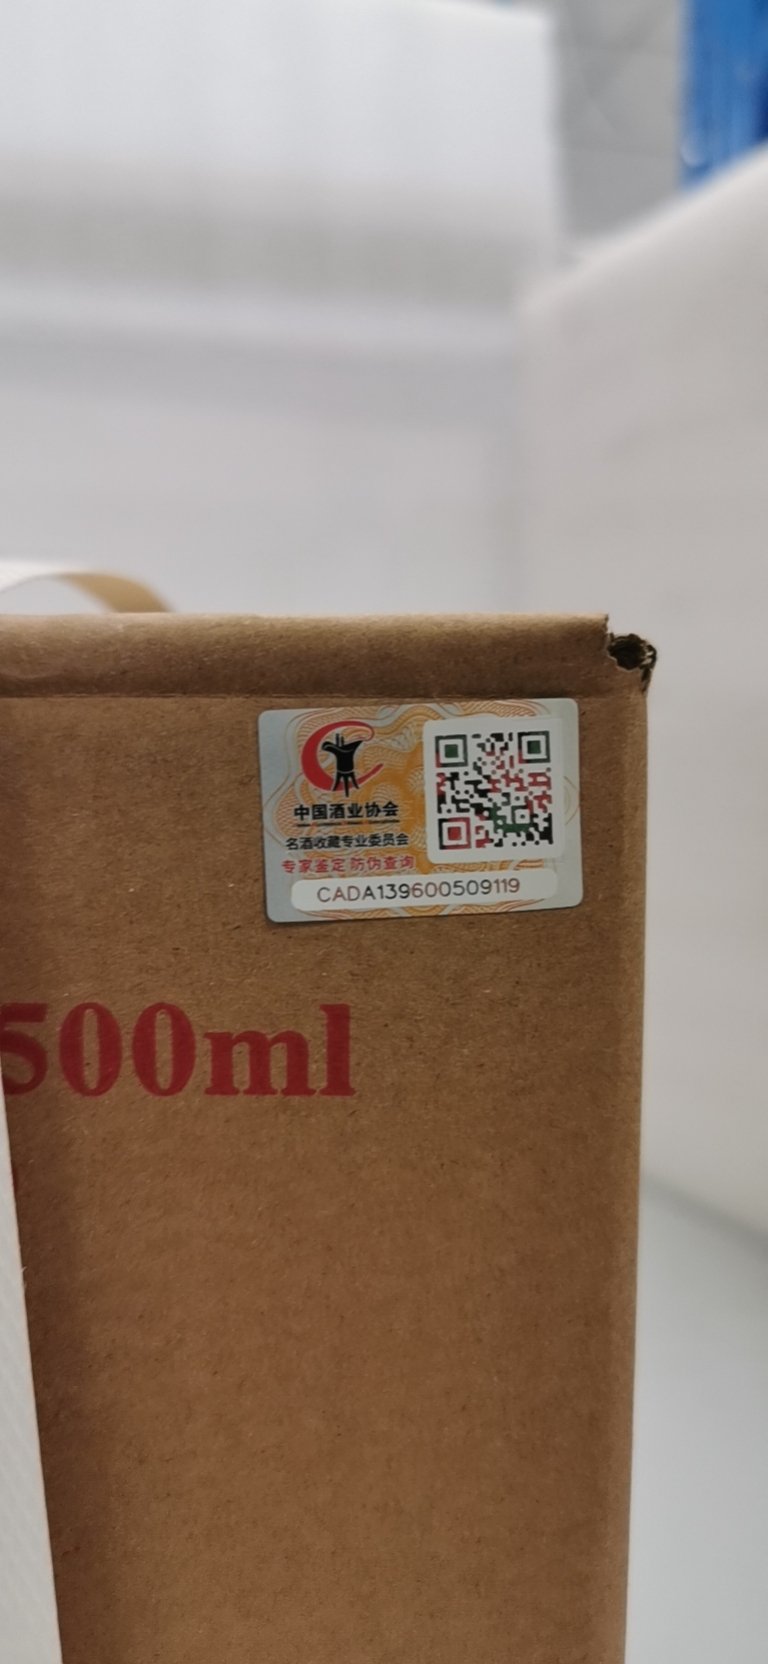 中国酒业协会
名酒收藏专业委员会
专家鉴定 防伪查询
CADA139600509119
500ml